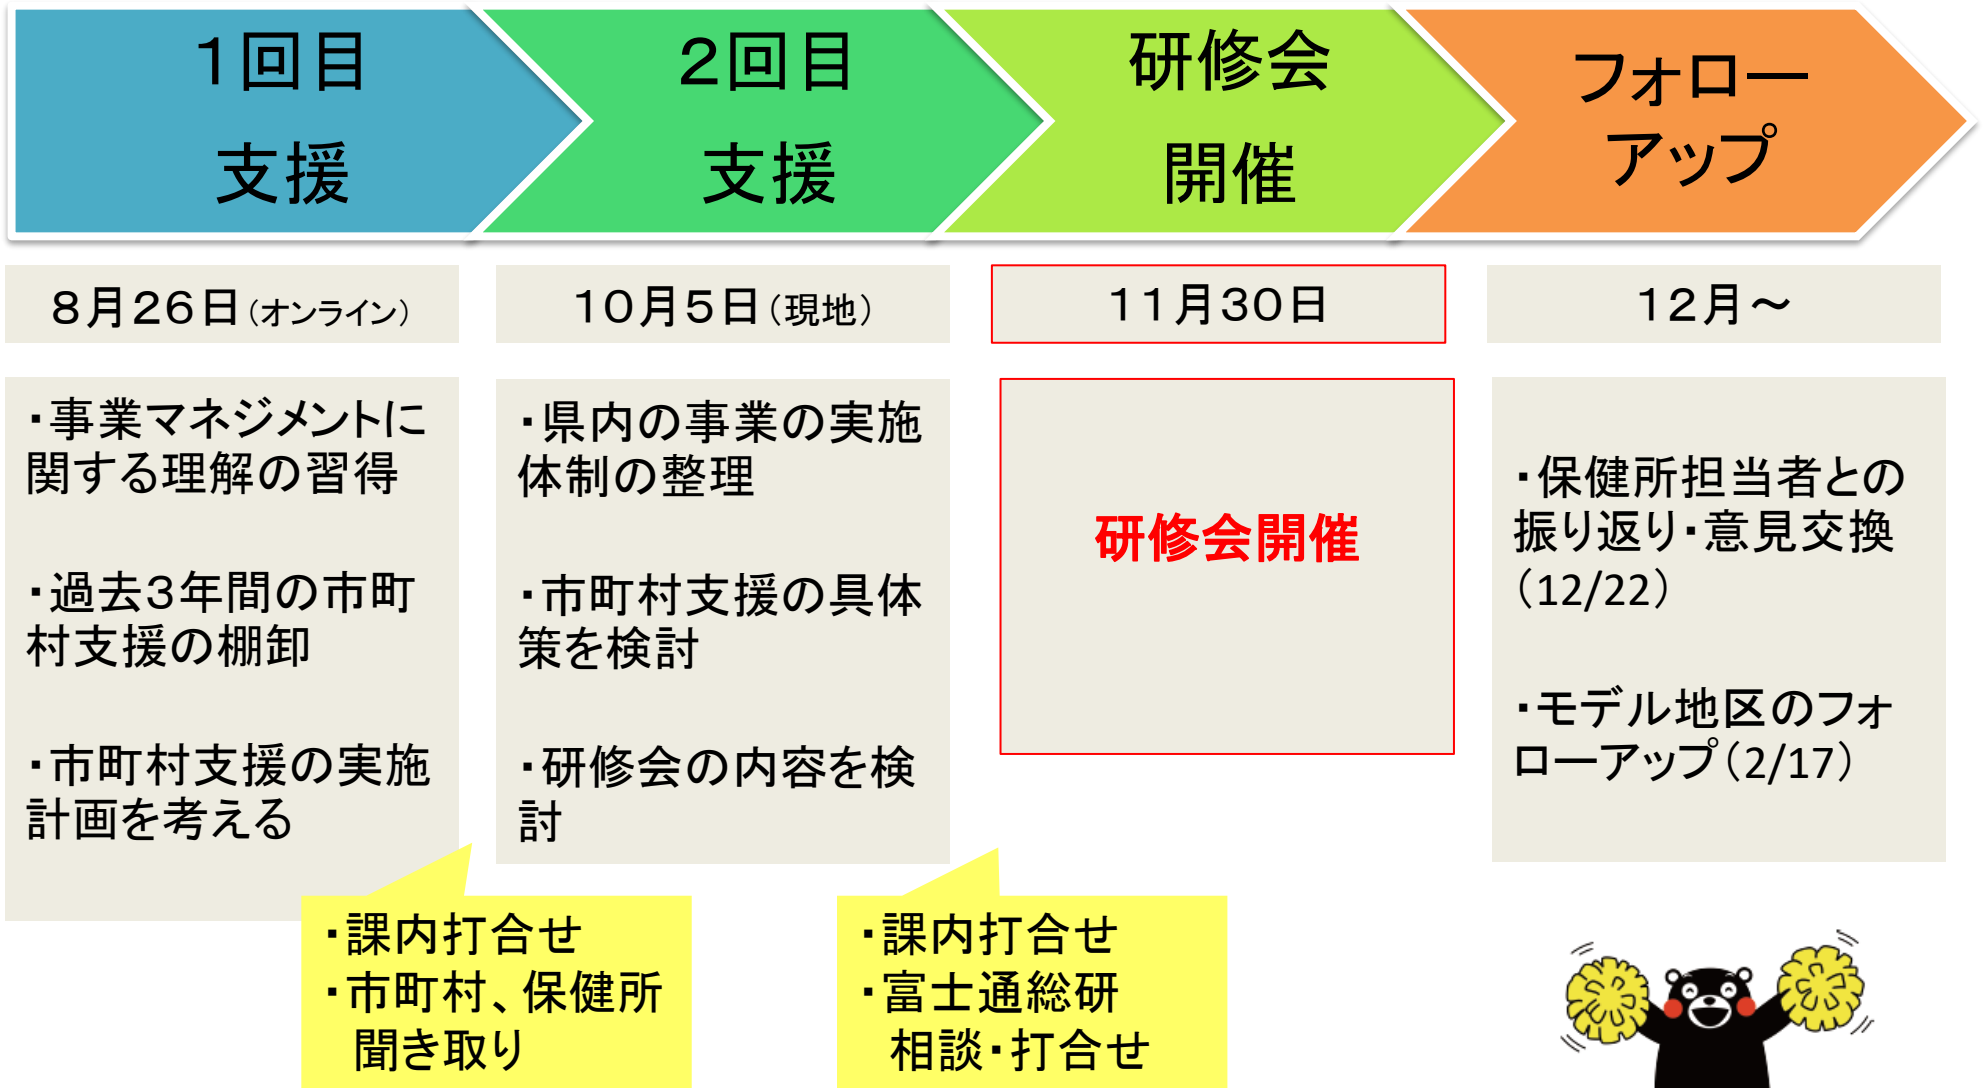 1回目
支援
2回目
支援
研修会
開催
フォロー
アップ
8月26日(オンライン)
10月5日(現地)
11月30日
12月～
・事業マネジメントに
関する理解の習得
・過去3年間の市町
村支援の棚卸
・市町村支援の実施
計画を考える
・県内の事業の実施
体制の整理
・市町村支援の具体
策を検討
・研修会の内容を検
討
研修会開催
・保健所担当者との
振り返り・意見交換
(12/22)
・モデル地区のフォ
ローアップ(2/17)
・課内打合せ
・市町村、保健所
聞き取り
・課内打合せ
・富士通総研
相談・打合せ